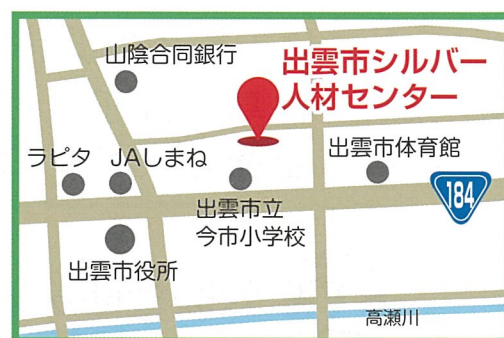 山陰合同銀行
出雲市シルバー
人材センター
ラピタ
JAしまね
出雲市体育館
184
出雲市立
今市小学校
出雲市役所
高瀬川